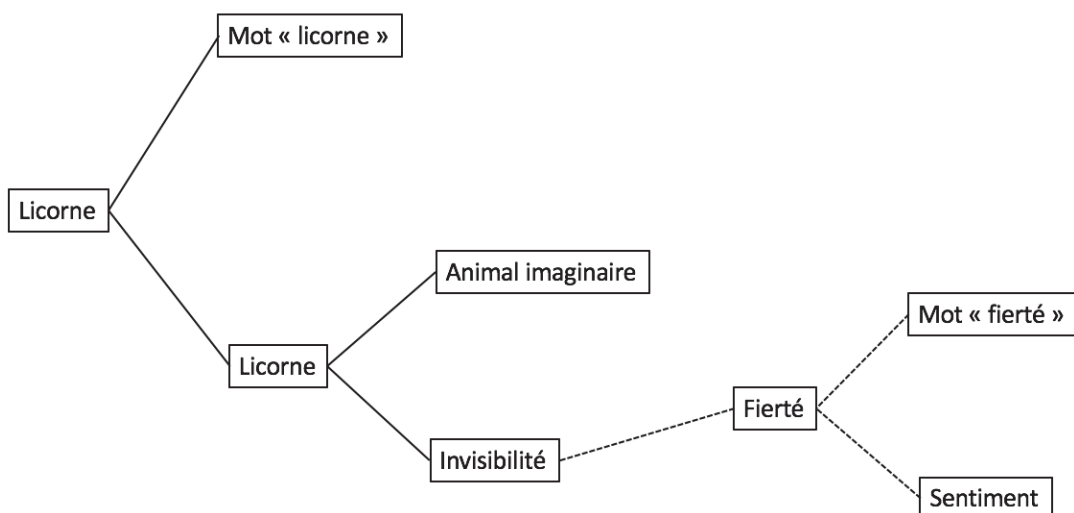 Mot « licorne »
Licorne
Animal imaginaire
Mot « fierté »
Licorne
Fierté
Invisibilité
Sentiment